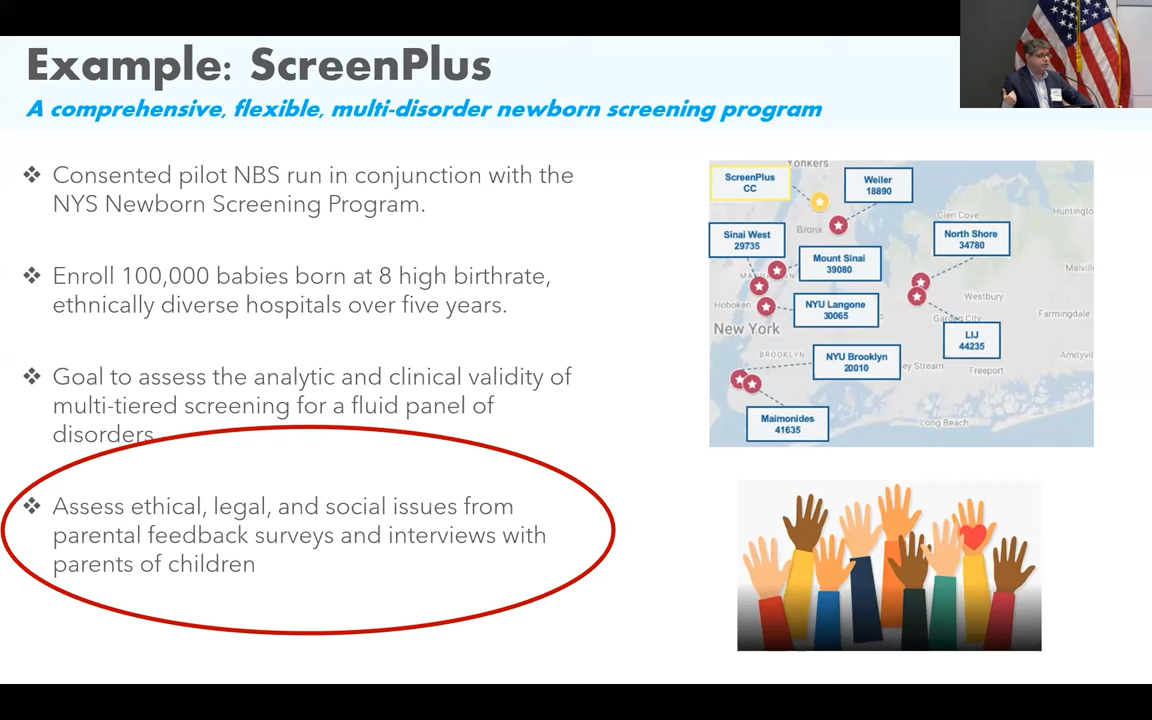 Example: ScreenPlus
A comprehensive, flexible, multi-disorder newborn screening program
❖ Consented pilot NBS run in conjunction with the
NYS Newborn Screening Program.
❖ Enroll 100,000 babies born at 8 high birthrate,
ethnically diverse hospitals over five years.
❖ Goal to assess the analytic and clinical validity of
multi-tiered screening for a fluid panel of
disorders.
❖ Assess ethical, legal, and social issues from
parental feedback surveys and interviews with
parents of children
Yonkers
ScreenPlus
CC
Weiler
18890
Glen Cove
Huntington
Bronx
Sinai West
29735
North Shore
34780
Mount Sinai
39080
Melvil
Hoboken
NYU Langone
30065
Westbury
Garden City
Farmingdale
New York
LIJ
44235
BROOKLYN
NYU Brooklyn
20010
ey Stream
Freeport
Amityvil
Maimonides
41635
Long Beach